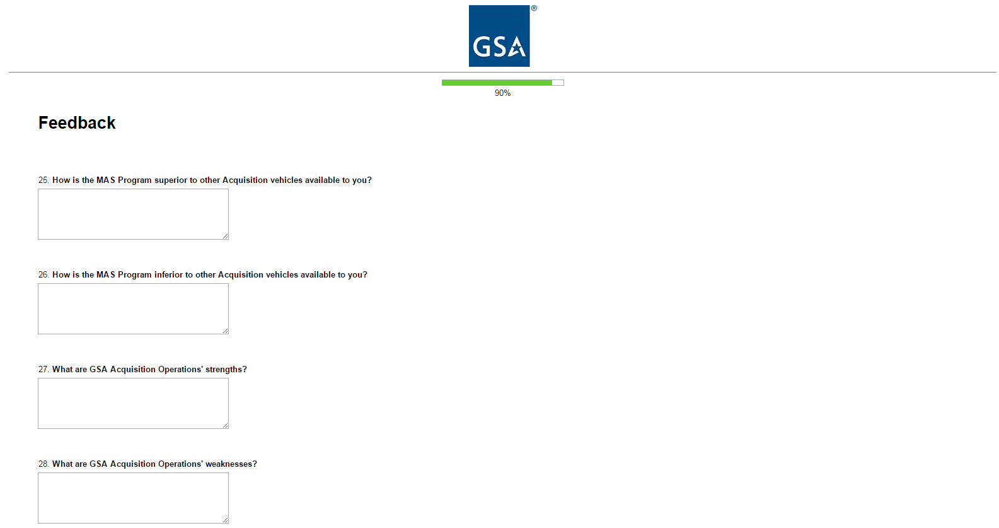 GSA®
90%
Feedback
25. How is the MAS Program superior to other Acquisition vehicles available to you?
26. How is the MAS Program inferior to other Acquisition vehicles available to you?
27. What are GSA Acquisition Operations' strengths?
28. What are GSA Acquisition Operations' weaknesses?